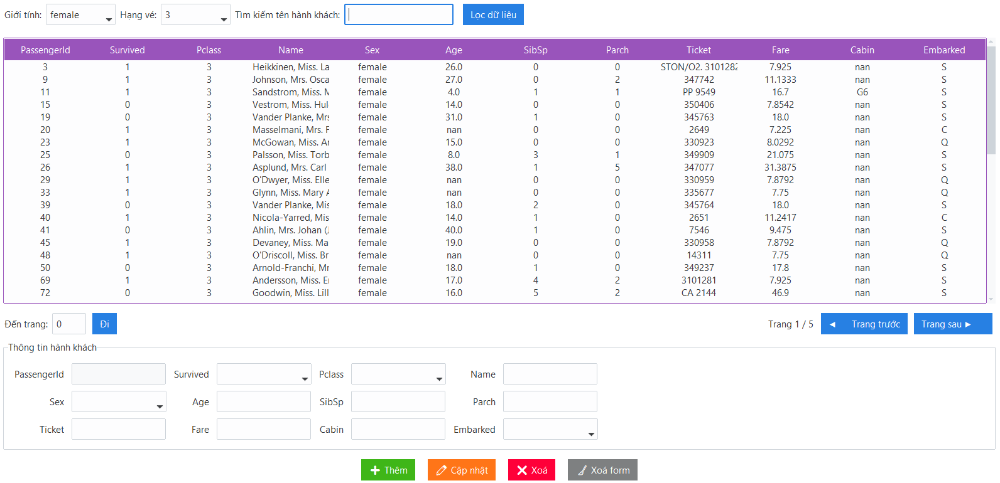 Giới tính: female Hạng vé: 3 Tìm kiếm tên hành khách: Lọc dữ liệu
PassengerId Survived Pclass Name Sex Age SibSp Parch Ticket Fare Cabin Embarked
3 1 3 Heikkinen, Miss. La female 26.0 0 0 STON/O2. 3101282 7.925 nan S
9 1 3 Johnson, Mrs. Osca female 27.0 0 2 347742 11.1333 nan S
11 1 3 Sandstrom, Miss. M female 4.0 1 1 PP 9549 16.7 G6 S
15 0 3 Vestrom, Miss. Hul female 14.0 0 0 350406 7.8542 nan S
19 0 3 Vander Planke, Mrs female 31.0 1 0 345763 18.0 nan S
20 1 3 Masselmani, Mrs. F female nan 0 0 2649 7.225 nan C
23 1 3 McGowan, Miss. An female 15.0 0 0 330923 8.0292 nan Q
25 0 3 Palsson, Miss. Torb female 8.0 3 1 349909 21.075 nan S
26 1 3 Asplund, Mrs. Carl female 38.0 1 5 347077 31.3875 nan S
29 1 3 O'Dwyer, Miss. Elle female nan 0 0 330959 7.8792 nan Q
33 1 3 Glynn, Miss. Mary A female nan 0 0 335677 7.75 nan Q
39 0 3 Vander Planke, Mis female 18.0 2 0 345764 18.0 nan S
40 1 3 Nicola-Yarred, Mis female 14.0 1 0 2651 11.2417 nan C
41 0 3 Ahlin, Mrs. Johan (J female 40.0 1 0 7546 9.475 nan S
45 1 3 Devaney, Miss. Ma female 19.0 0 0 330958 7.8792 nan Q
48 1 3 O'Driscoll, Miss. Br female nan 0 0 14311 7.75 nan Q
50 0 3 Arnold-Franchi, Mr female 18.0 1 0 349237 17.8 nan S
69 1 3 Andersson, Miss. Er female 17.0 4 2 3101281 7.925 nan S
72 0 3 Goodwin, Miss. Lill female 16.0 5 2 CA 2144 46.9 nan S
Đến trang: 0 Đi Trang 1 / 5 ◄ Trang trước Trang sau ►
Thông tin hành khách
PassengerId Survived Pclass Name
Sex Age SibSp Parch
Ticket Fare Cabin Embarked
Thêm Cập nhật Xoá Xoá form